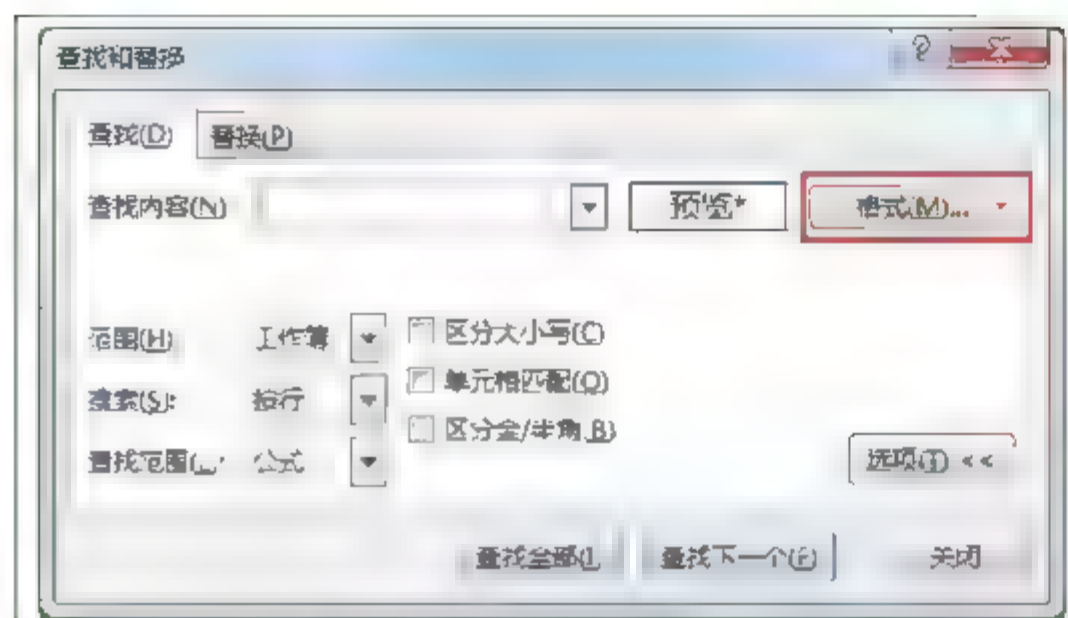 查找和替换
查找(D) 替换(P)
查找内容(N) 预览* 格式(M)...
范围(H) 工作簿 区分大小写(C)
单元格匹配(O)
搜索(S): 按行
区分全/半角(B)
查找范围(L): 公式 选项(T) <<
查找全部(I) 查找下一个(F) 关闭